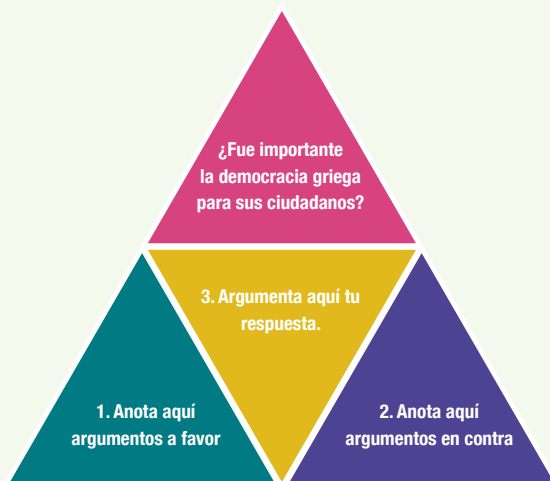 ¿Fue importante
la democracia griega
para sus ciudadanos?
3. Argumenta aquí tu
respuesta.
1. Anota aquí
argumentos a favor
2. Anota aquí
argumentos en contra